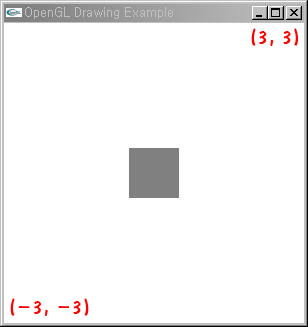 OpenGL Drawing Example
(3, 3)
(−3, −3)